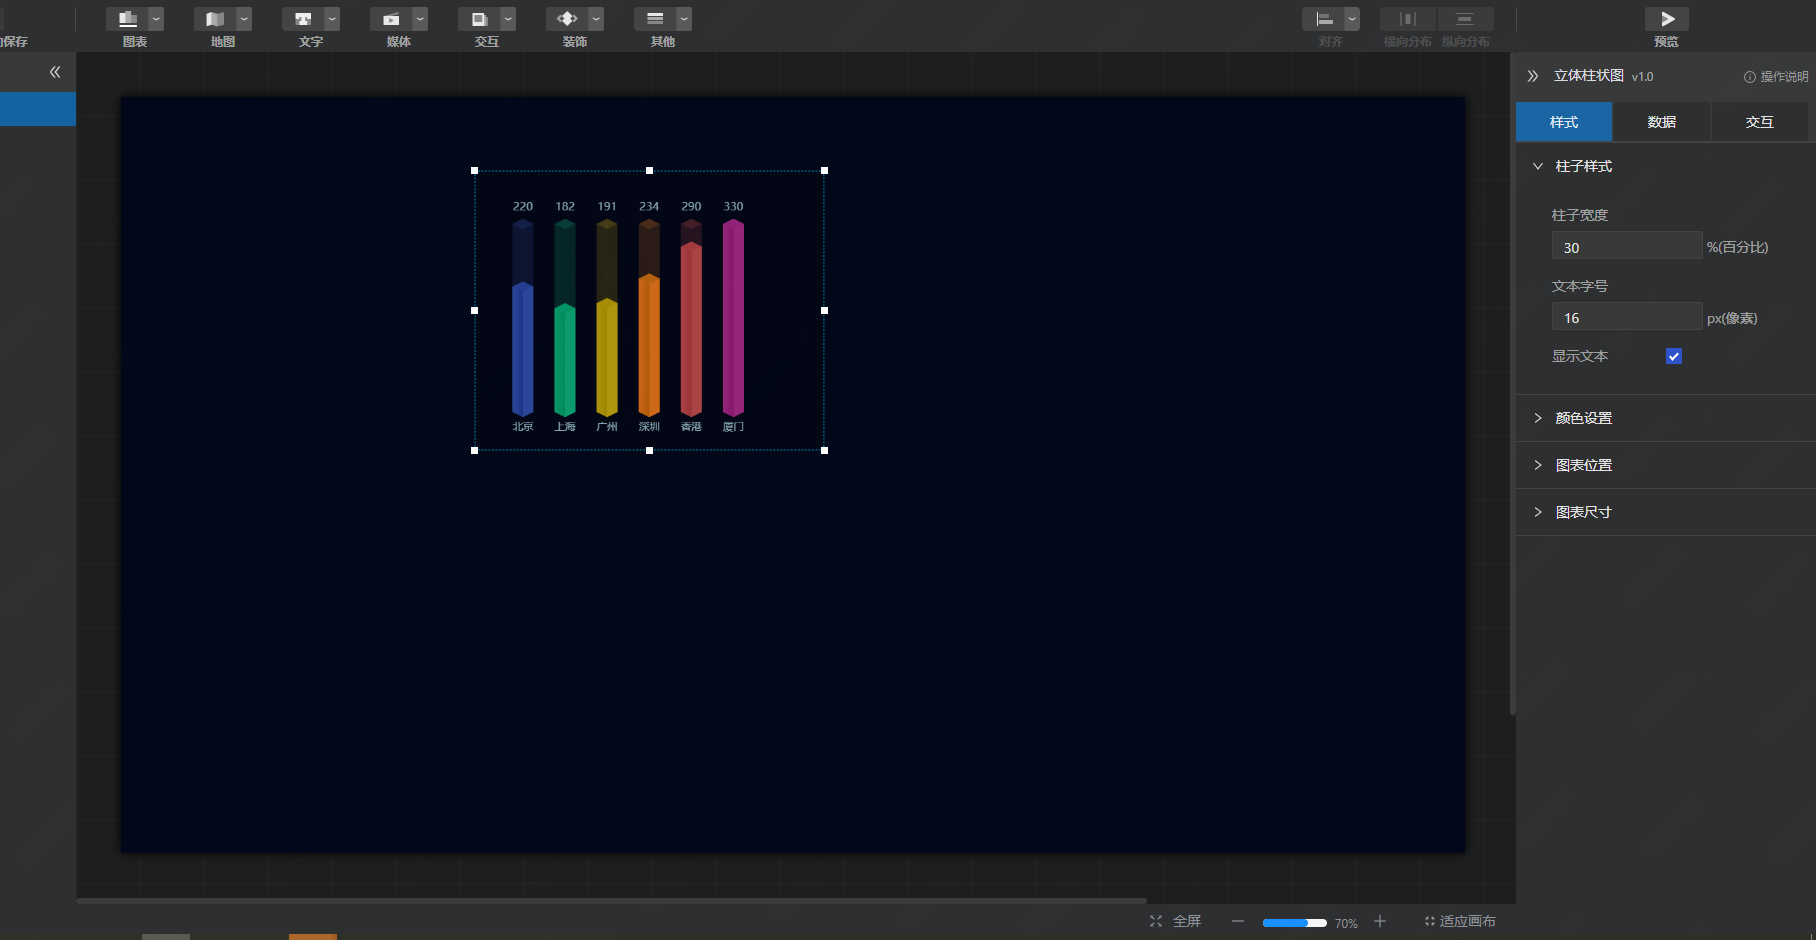 保存
图表
地图
文字
媒体
交互
装饰
其他
对齐
横向分布
纵向分布
预览
立体柱状图 v1.0
操作说明
样式
数据
交互
柱子样式
柱子宽度
30
%(百分比)
文本字号
16
px(像素)
显示文本
颜色设置
图表位置
图表尺寸
220
182
191
234
290
330
北京
上海
广州
深圳
香港
厦门
全屏
70%
适应画布